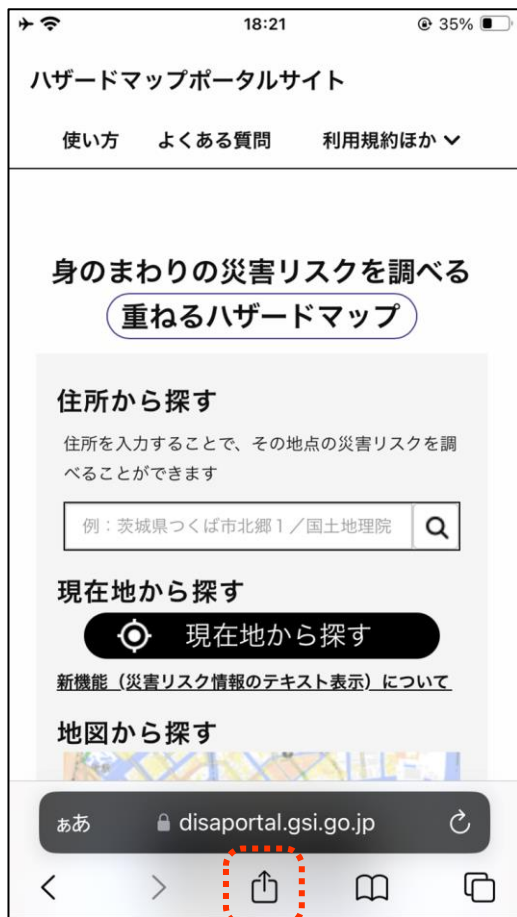 18:21
35%
ハザードマップポータルサイト
使い方 よくある質問 利用規約ほか
身のまわりの災害リスクを調べる
重ねるハザードマップ
住所から探す
住所を入力することで、その地点の災害リスクを調
べることができます
例：茨城県つくば市北郷１／国土地理院
現在地から探す
現在地から探す
新機能（災害リスク情報のテキスト表示）について
地図から探す
ぁあ disaportal.gsi.go.jp